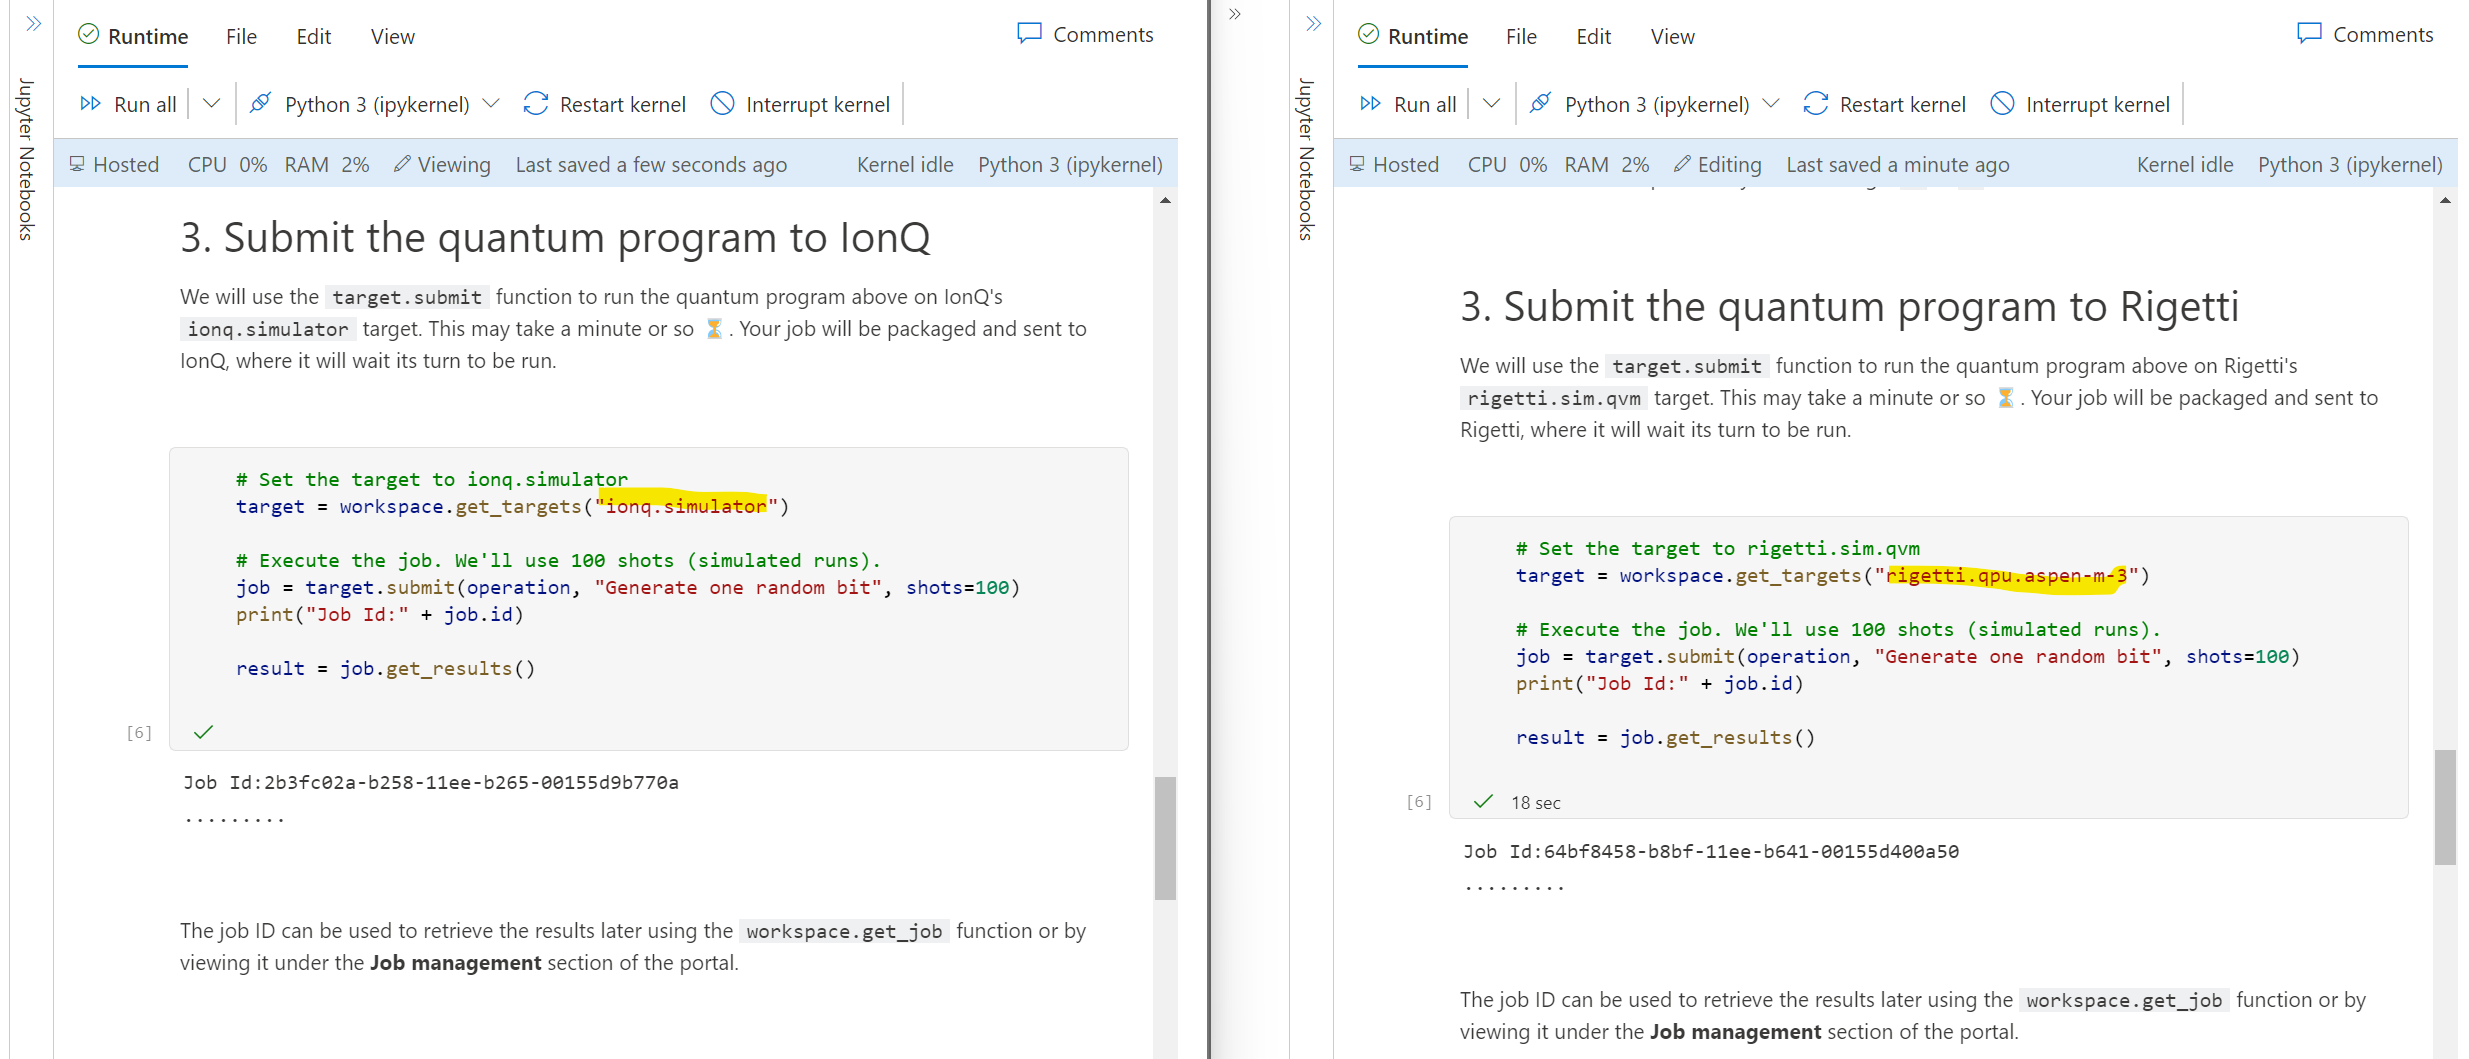 Runtime File Edit View Comments
Run all Python 3 (ipykernel) Restart kernel Interrupt kernel
Jupyter Notebooks
Hosted CPU 0% RAM 2% Viewing Last saved a few seconds ago Kernel idle Python 3 (ipykernel)
3. Submit the quantum program to IonQ
We will use the target.submit function to run the quantum program above on IonQ's
ionq.simulator target. This may take a minute or so ⏳. Your job will be packaged and sent to
IonQ, where it will wait its turn to be run.
# Set the target to ionq.simulator
target = workspace.get_targets("ionq.simulator")
# Execute the job. We'll use 100 shots (simulated runs).
job = target.submit(operation, "Generate one random bit", shots=100)
print("Job Id:" + job.id)
result = job.get_results()
[6]
Job Id:2b3fc02a-b258-11ee-b265-00155d9b770a
.........
The job ID can be used to retrieve the results later using the workspace.get_job function or by
viewing it under the Job management section of the portal.
Runtime File Edit View Comments
Run all Python 3 (ipykernel) Restart kernel Interrupt kernel
Jupyter Notebooks
Hosted CPU 0% RAM 2% Editing Last saved a minute ago Kernel idle Python 3 (ipykernel)
3. Submit the quantum program to Rigetti
We will use the target.submit function to run the quantum program above on Rigetti's
rigetti.sim.qvm target. This may take a minute or so ⏳. Your job will be packaged and sent to
Rigetti, where it will wait its turn to be run.
# Set the target to rigetti.sim.qvm
target = workspace.get_targets("rigetti.qpu.aspen-m-3")
# Execute the job. We'll use 100 shots (simulated runs).
job = target.submit(operation, "Generate one random bit", shots=100)
print("Job Id:" + job.id)
result = job.get_results()
[6] 18 sec
Job Id:64bf8458-b8bf-11ee-b641-00155d400a50
.........
The job ID can be used to retrieve the results later using the workspace.get_job function or by
viewing it under the Job management section of the portal.